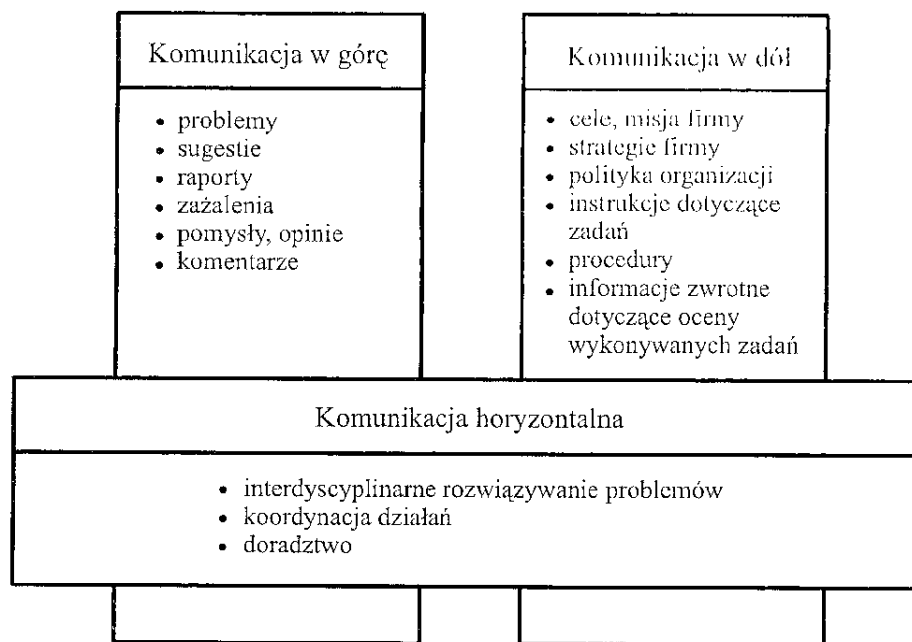 Komunikacja w górę
• problemy
• sugestie
• raporty
• zażalenia
• pomysły, opinie
• komentarze
Komunikacja w dół
• cele, misja firmy
• strategie firmy
• polityka organizacji
• instrukcje dotyczące
zadań
• procedury
• informacje zwrotne
dotyczące oceny
wykonywanych zadań
Komunikacja horyzontalna
• interdyscyplinarne rozwiązywanie problemów
• koordynacja działań
• doradztwo